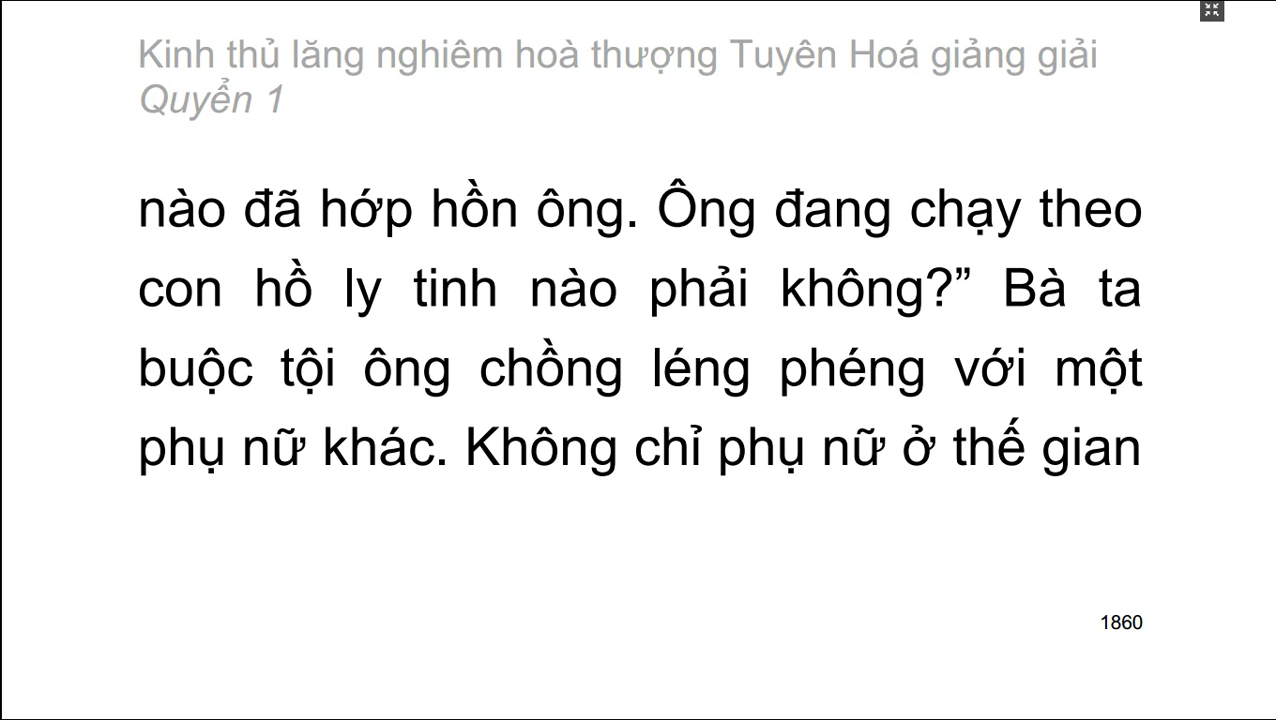 Kinh thủ lăng nghiêm hoà thượng Tuyên Hoá giảng giải
Quyển 1
nào đã hớp hồn ông. Ông đang chạy theo
con hồ ly tinh nào phải không?” Bà ta
buộc tội ông chồng léng phéng với một
phụ nữ khác. Không chỉ phụ nữ ở thế gian
1860